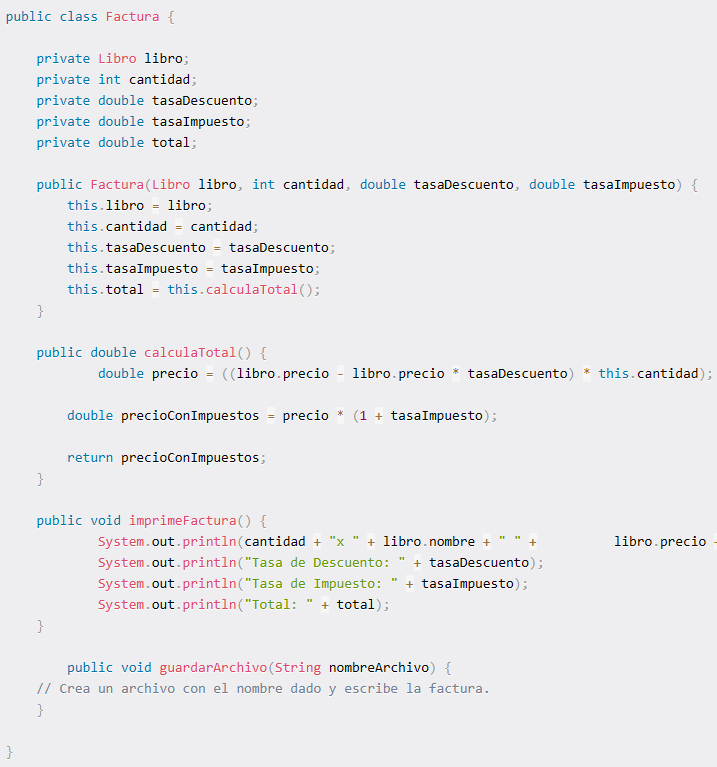 public class Factura {
private Libro libro;
private int cantidad;
private double tasaDescuento;
private double tasaImpuesto;
private double total;
public Factura(Libro libro, int cantidad, double tasaDescuento, double tasaImpuesto) {
this.libro = libro;
this.cantidad = cantidad;
this.tasaDescuento = tasaDescuento;
this.tasaImpuesto = tasaImpuesto;
this.total = this.calculaTotal();
}
public double calculaTotal() {
double precio = ((libro.precio - libro.precio * tasaDescuento) * this.cantidad);
double precioConImpuestos = precio * (1 + tasaImpuesto);
return precioConImpuestos;
}
public void imprimeFactura() {
System.out.println(cantidad + "x " + libro.nombre + " " + libro.precio +
System.out.println("Tasa de Descuento: " + tasaDescuento);
System.out.println("Tasa de Impuesto: " + tasaImpuesto);
System.out.println("Total: " + total);
}
public void guardarArchivo(String nombreArchivo) {
// Crea un archivo con el nombre dado y escribe la factura.
}
}